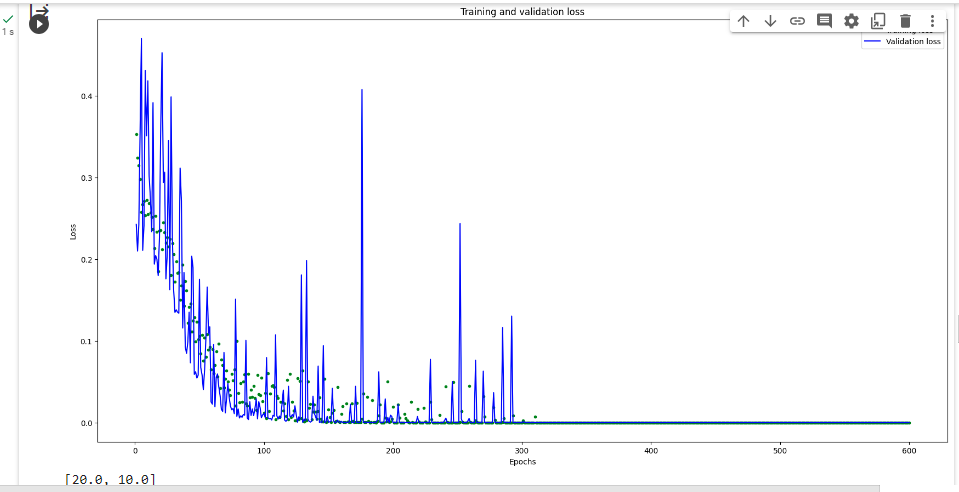 Training and validation loss
1 s
Validation loss
0.4
0.3
0.2
0.1
0.0
Loss
0 100 200 300 400 500 600
Epochs
[20.0, 10.0]